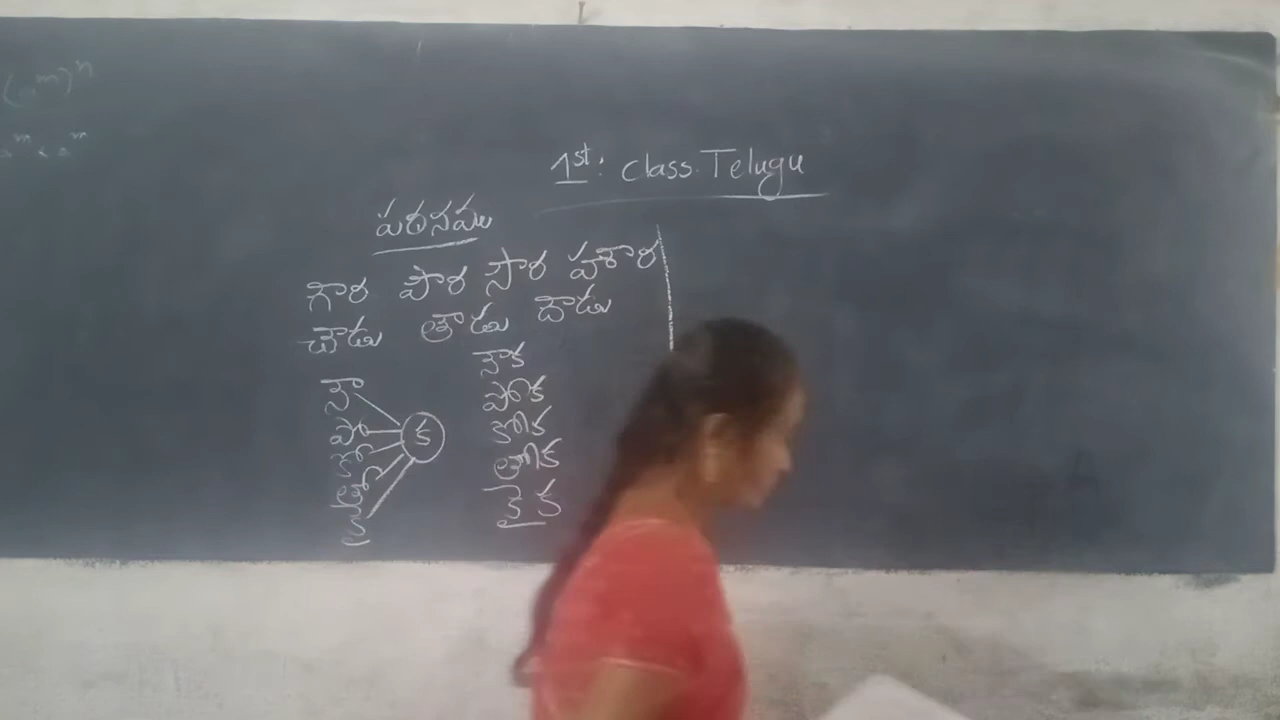 (a^m)^n
1st: class. Telugu
పఠనము
గార పార సార హారా
చాడు తాడు దాడు
నాక
పోక
కోక
తోక
కైక
క
పో
కో
తో
కై